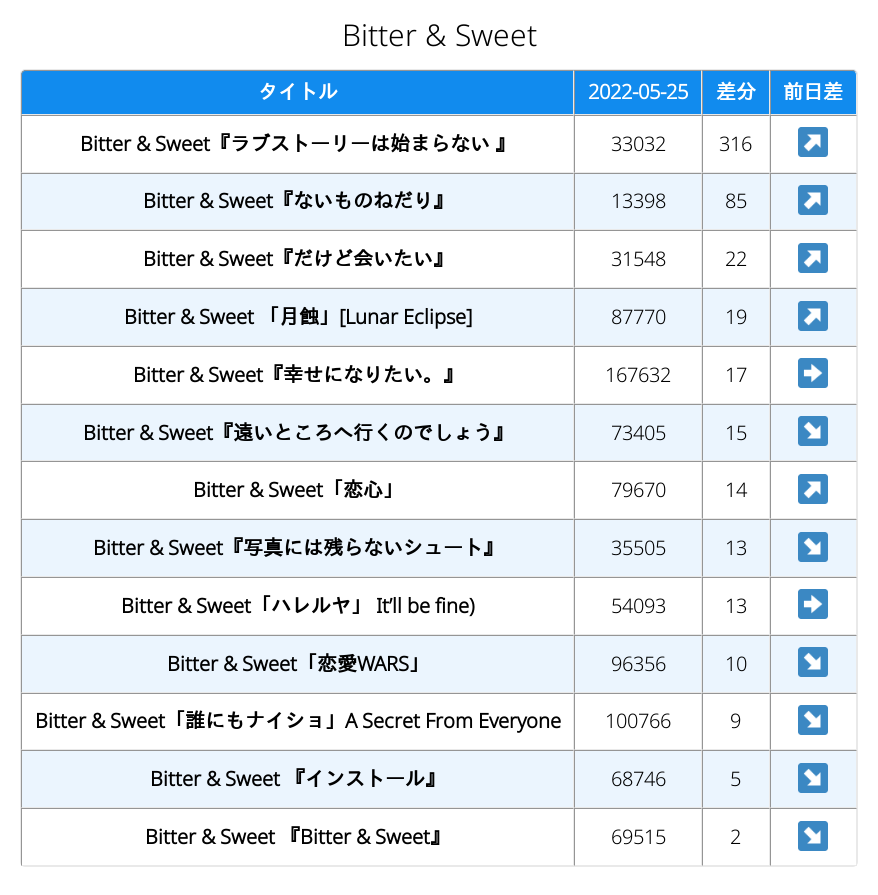 Bitter & Sweet
タイトル 2022-05-25 差分 前日差
Bitter & Sweet『ラブストーリーは始まらない 』 33032 316 ↗
Bitter & Sweet『ないものねだり』 13398 85 ↗
Bitter & Sweet『だけど会いたい』 31548 22 ↗
Bitter & Sweet 「月蝕」[Lunar Eclipse] 87770 19 ↗
Bitter & Sweet『幸せになりたい。』 167632 17 ➡
Bitter & Sweet『遠いところへ行くのでしょう』 73405 15 ↘
Bitter & Sweet「恋心」 79670 14 ↗
Bitter & Sweet『写真には残らないシュート』 35505 13 ↘
Bitter & Sweet「ハレルヤ」 It'll be fine) 54093 13 ➡
Bitter & Sweet「恋愛WARS」 96356 10 ↘
Bitter & Sweet「誰にもナイショ」A Secret From Everyone 100766 9 ↘
Bitter & Sweet 『インストール』 68746 5 ↘
Bitter & Sweet 『Bitter & Sweet』 69515 2 ↘